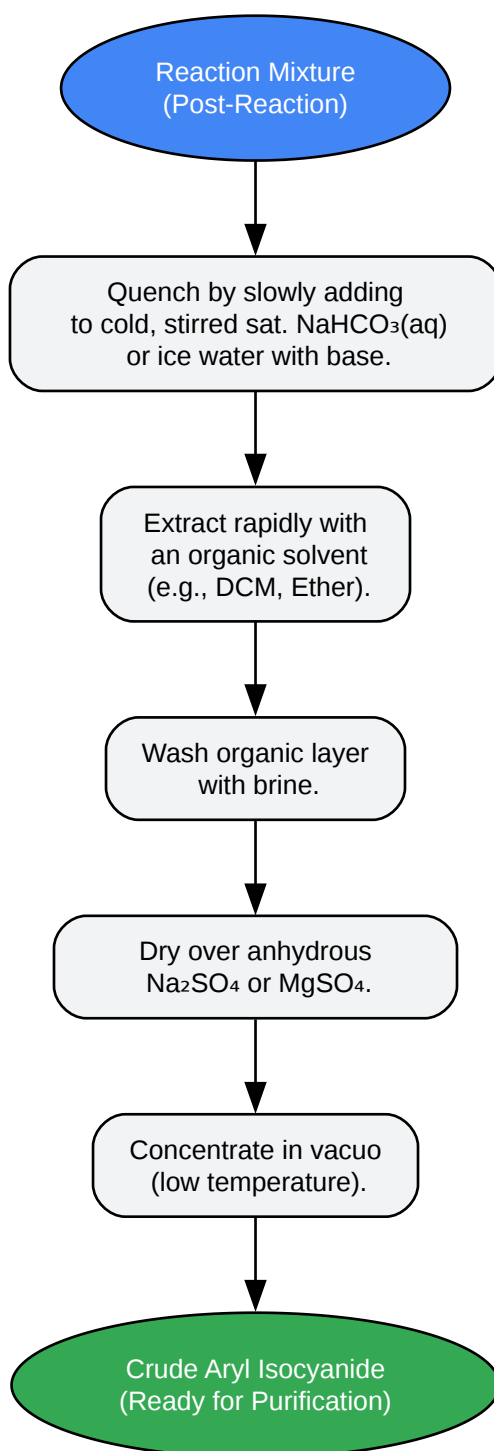 Reaction Mixture
(Post-Reaction)
Quench by slowly adding
to cold, stirred sat. NaHCO₃(aq)
or ice water with base.
Extract rapidly with
an organic solvent
(e.g., DCM, Ether).
Wash organic layer
with brine.
Dry over anhydrous
Na₂SO₄ or MgSO₄.
Concentrate in vacuo
(low temperature).
Crude Aryl Isocyanide
(Ready for Purification)